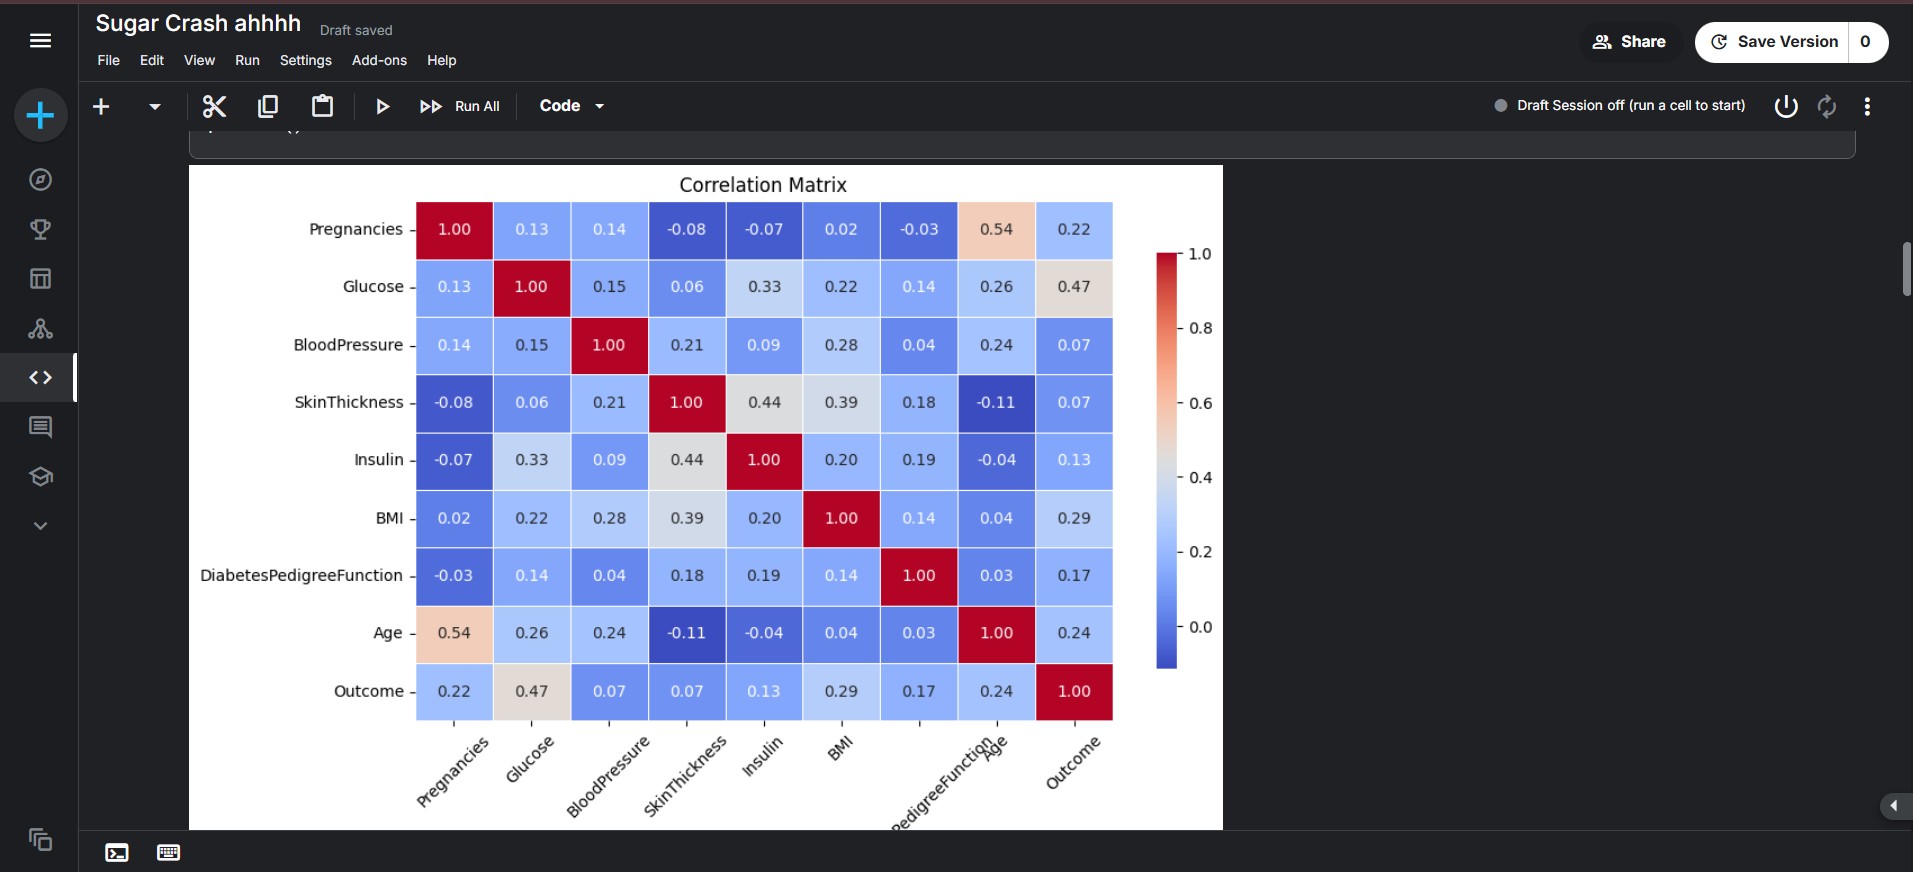 Sugar Crash ahhhh Draft saved
File Edit View Run Settings Add-ons Help
Share
Save Version 0
Run All
Code
Draft Session off (run a cell to start)
Correlation Matrix
Pregnancies 1.00 0.13 0.14 -0.08 -0.07 0.02 -0.03 0.54 0.22
Glucose 0.13 1.00 0.15 0.06 0.33 0.22 0.14 0.26 0.47
BloodPressure 0.14 0.15 1.00 0.21 0.09 0.28 0.04 0.24 0.07
SkinThickness -0.08 0.06 0.21 1.00 0.44 0.39 0.18 -0.11 0.07
Insulin -0.07 0.33 0.09 0.44 1.00 0.20 0.19 -0.04 0.13
BMI 0.02 0.22 0.28 0.39 0.20 1.00 0.14 0.04 0.29
DiabetesPedigreeFunction -0.03 0.14 0.04 0.18 0.19 0.14 1.00 0.03 0.17
Age 0.54 0.26 0.24 -0.11 -0.04 0.04 0.03 1.00 0.24
Outcome 0.22 0.47 0.07 0.07 0.13 0.29 0.17 0.24 1.00
Pregnancies
Glucose
BloodPressure
SkinThickness
Insulin
BMI
PedigreeFunction
Age
Outcome
1.0
0.8
0.6
0.4
0.2
0.0